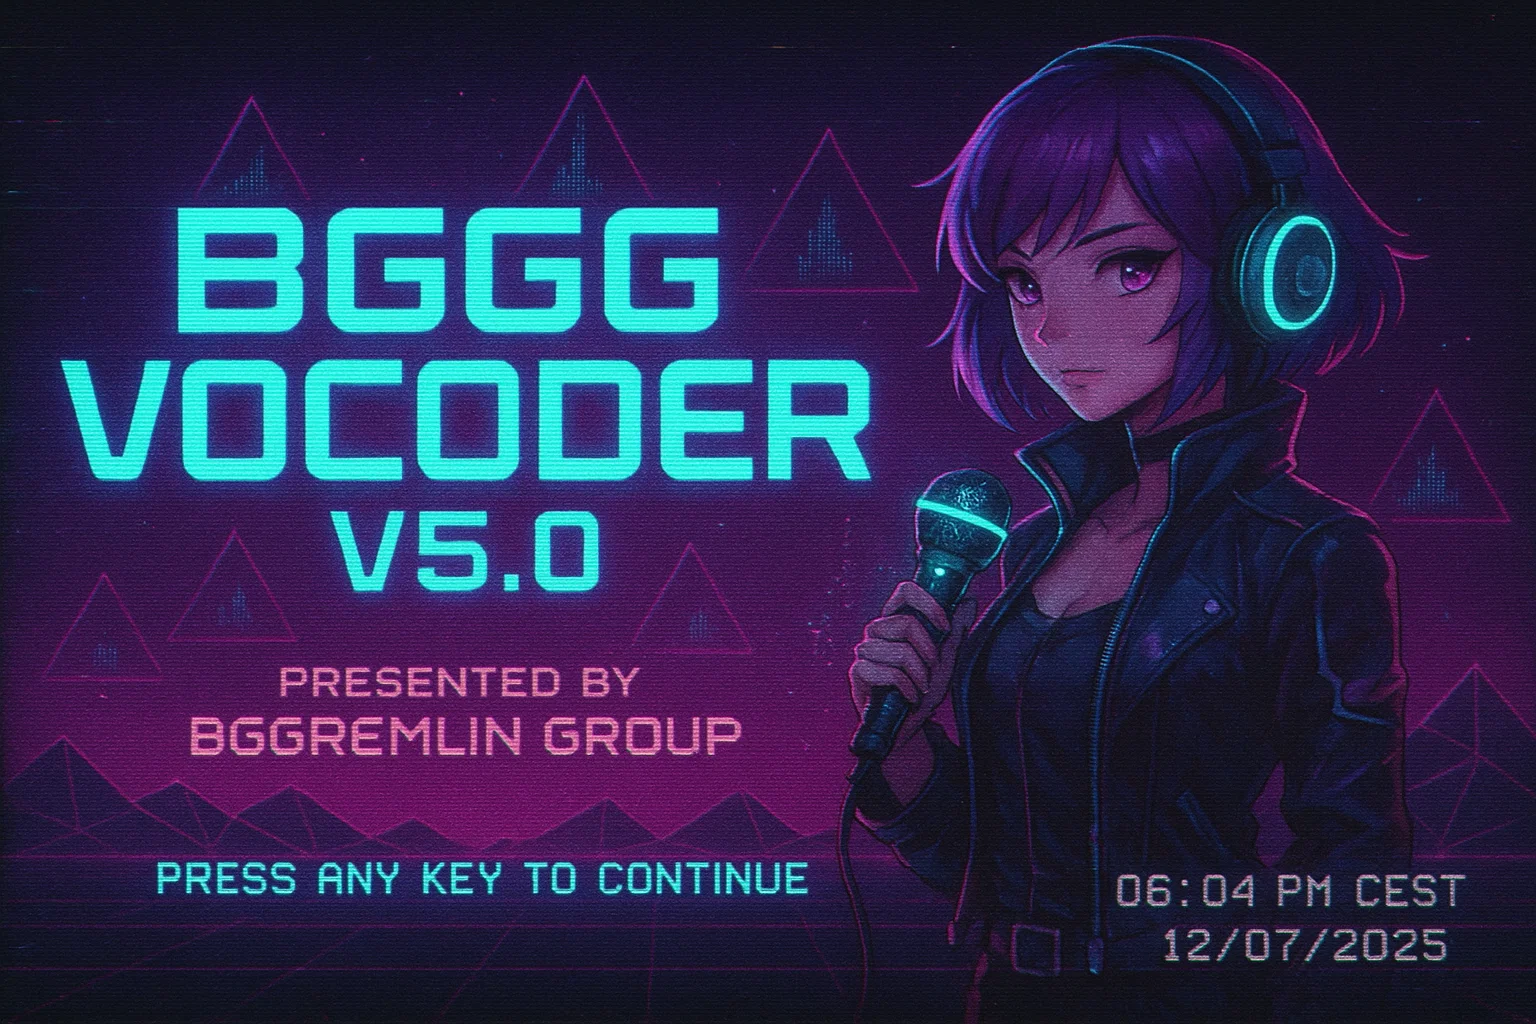 BGGG
VOCODER
V5.0
PRESENTED BY
BGGREMLIN GROUP
PRESS ANY KEY TO CONTINUE
06:04 PM CEST
12/07/2025